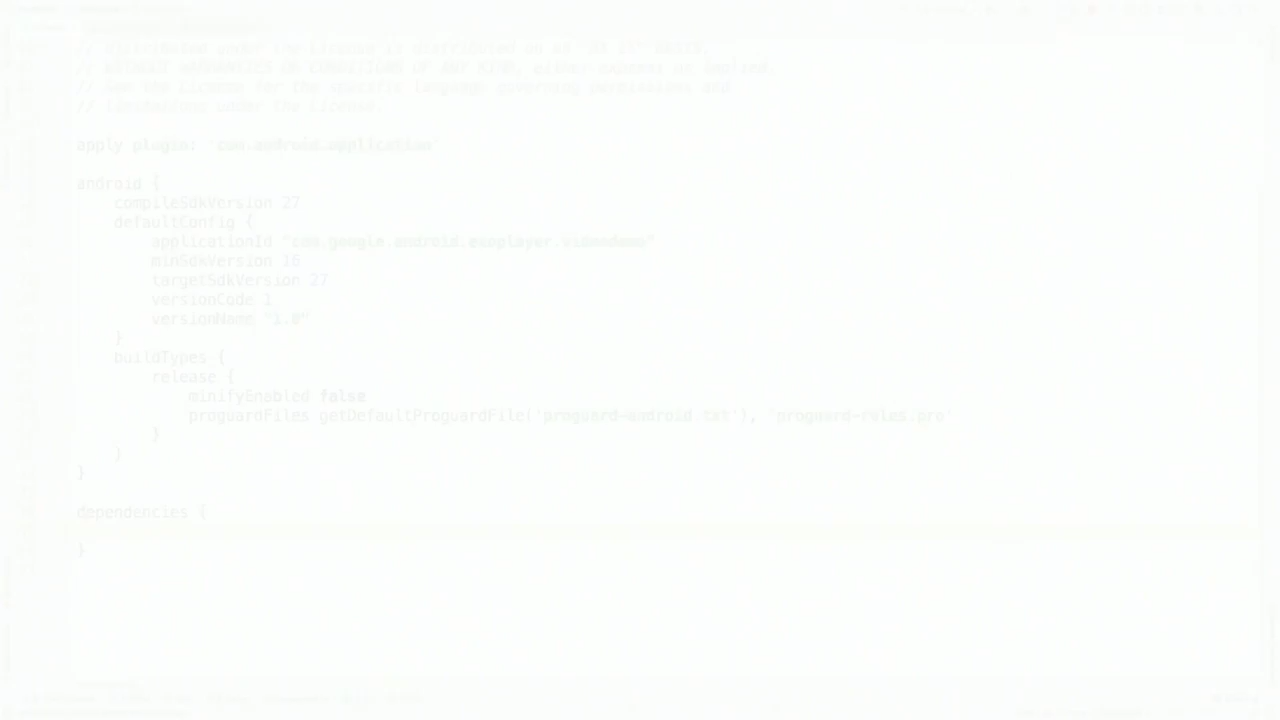 // distributed under the License is distributed on an "AS IS" BASIS,
// WITHOUT WARRANTIES OR CONDITIONS OF ANY KIND, either express or implied.
// See the License for the specific language governing permissions and
// limitations under the License.
apply plugin: 'com.android.application'
android {
compileSdkVersion 27
defaultConfig {
applicationId "com.google.android.exoplayer.videodemo"
minSdkVersion 16
targetSdkVersion 27
versionCode 1
versionName "1.0"
}
buildTypes {
release {
minifyEnabled false
proguardFiles getDefaultProguardFile('proguard-android.txt'), 'proguard-rules.pro'
}
}
}
dependencies {
}